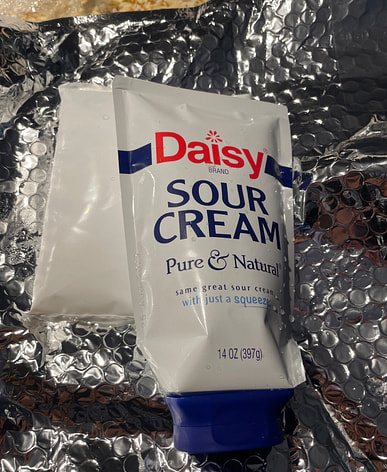 Daisy®
BRAND
SOUR
CREAM
Pure & Natural®
same great sour cream
with just a squeeze
14 OZ (397g)